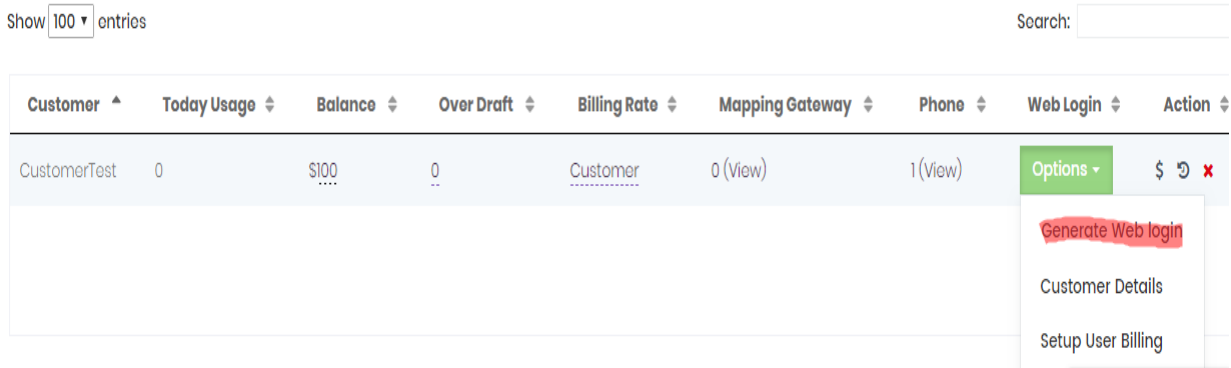 Show 100 entries Search:
Customer Today Usage Balance Over Draft Billing Rate Mapping Gateway Phone Web Login Action
CustomerTest 0 $100 0 Customer 0 (View) 1 (View) Options $
Generate Web login
Customer Details
Setup User Billing